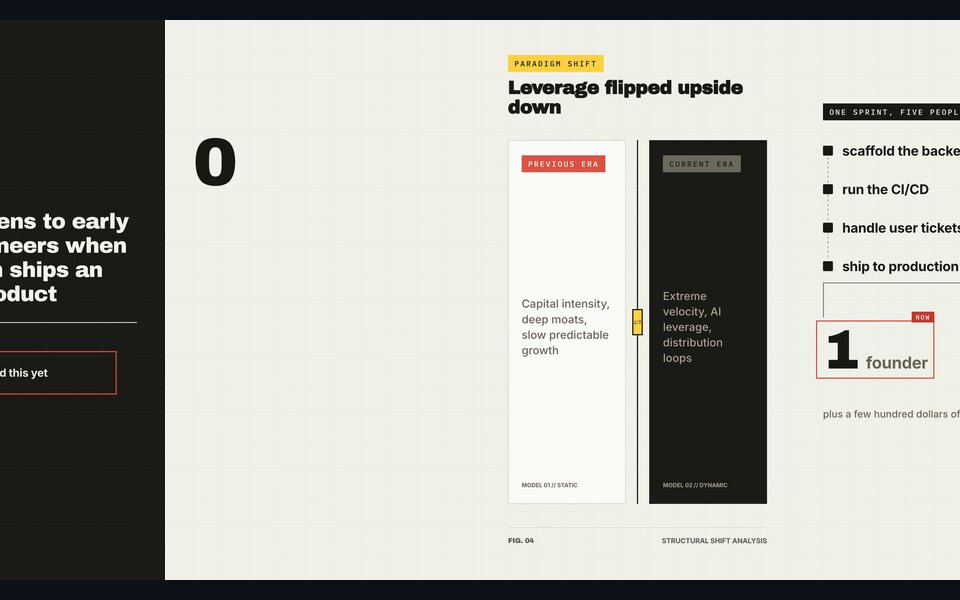 ens to early
neers when
ships an
oduct
d this yet
0
PARADIGM SHIFT
Leverage flipped upside
down
PREVIOUS ERA
Capital intensity,
deep moats,
slow predictable
growth
MODEL 01 // STATIC
CURRENT ERA
Extreme
velocity, AI
leverage,
distribution
loops
MODEL 02 // DYNAMIC
FIG. 04
STRUCTURAL SHIFT ANALYSIS
ONE SPRINT, FIVE PEOPL
scaffold the backe
run the CI/CD
handle user tickets
ship to production
NOW
1 founder
plus a few hundred dollars of